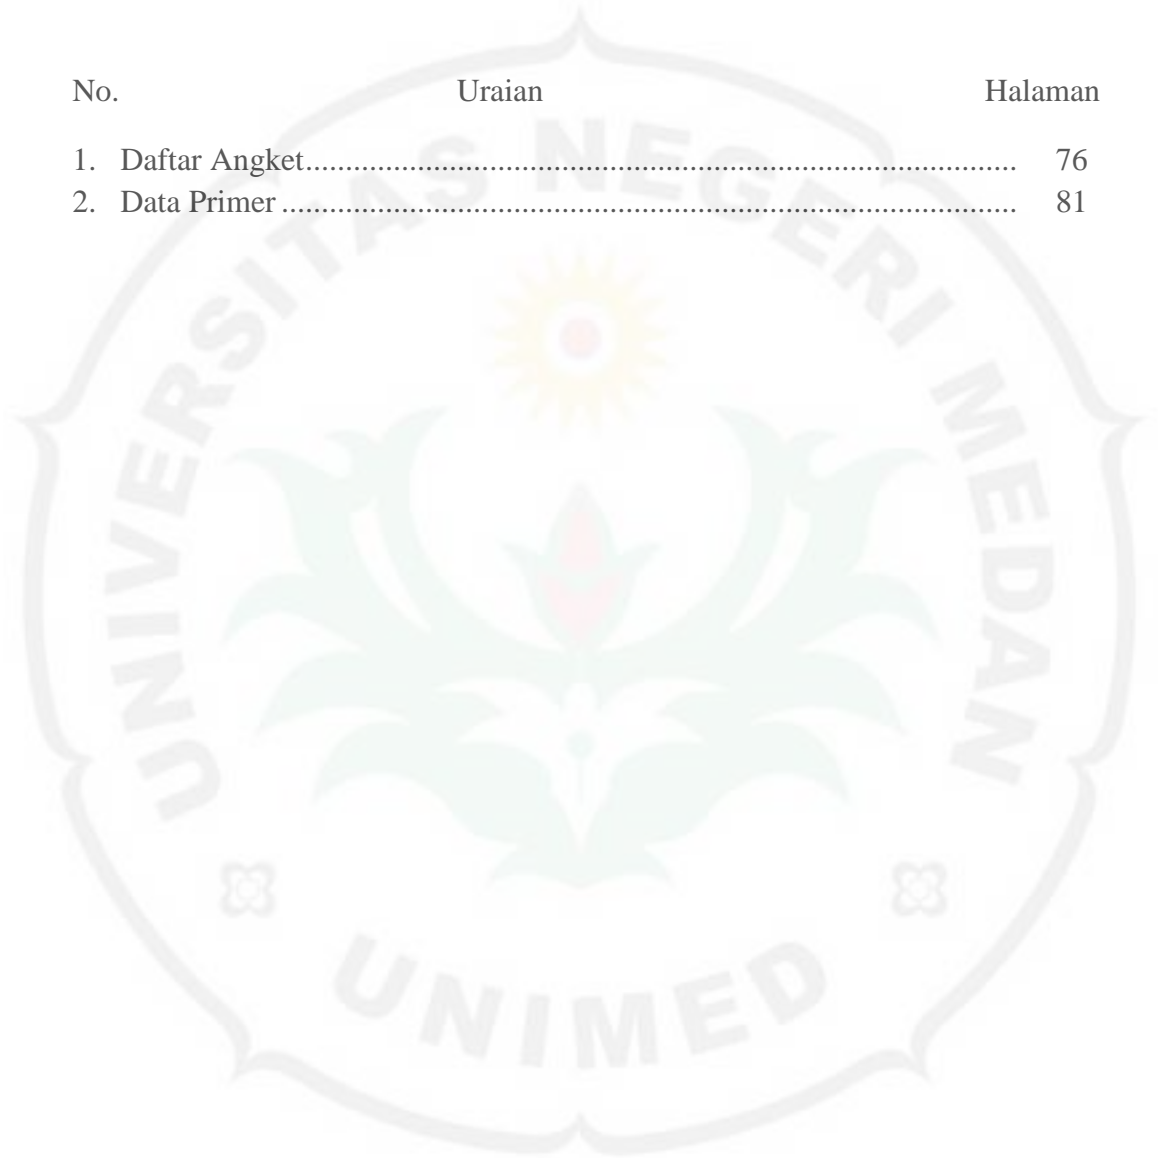 No. Uraian Halaman
1. Daftar Angket........................................................................................... 76
2. Data Primer .............................................................................................. 81
UNIVERSITAS NEGERI MEDAN
UNIMED